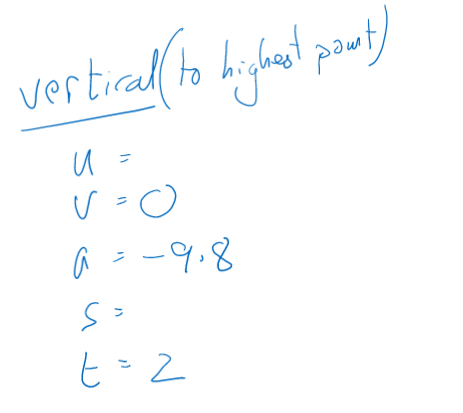 vertical (to highest point)
u =
v = 0
a = -9.8
s =
t = 2